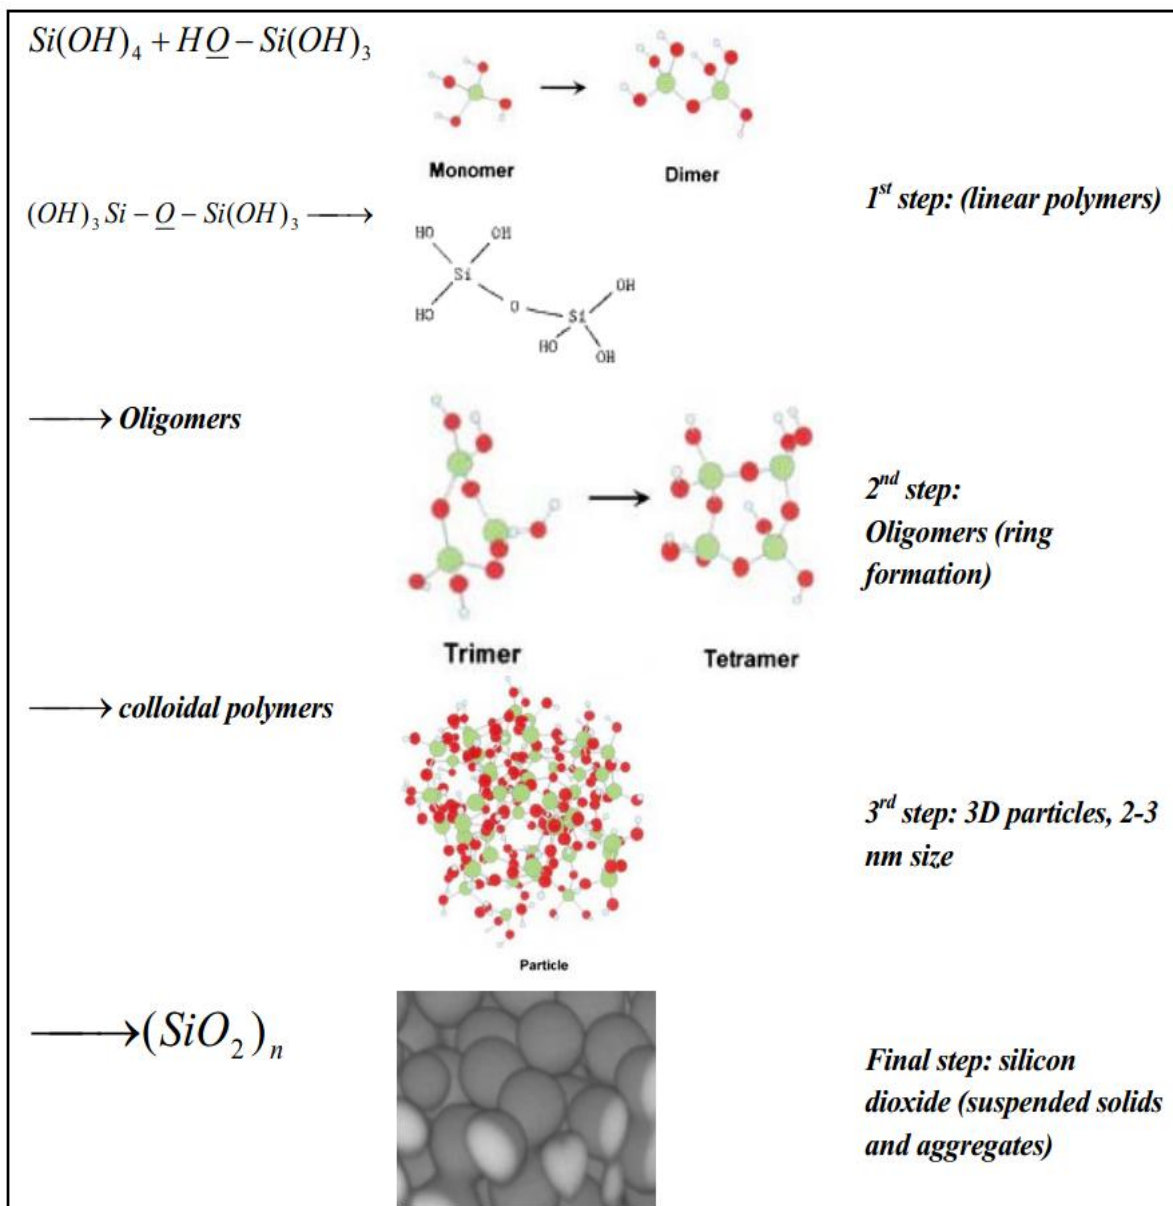 Si(OH)₄ + HO – Si(OH)₃
Monomer
Dimer
1ˢᵗ step: (linear polymers)
(OH)₃Si – O – Si(OH)₃ ⟶
HO
OH
Si
HO
O
Si
OH
HO
OH
⟶ Oligomers
2ⁿᵈ step:
Oligomers (ring
formation)
Trimer
Tetramer
⟶ colloidal polymers
3ʳᵈ step: 3D particles, 2-3
nm size
Particle
⟶ (SiO₂)ₙ
Final step: silicon
dioxide (suspended solids
and aggregates)